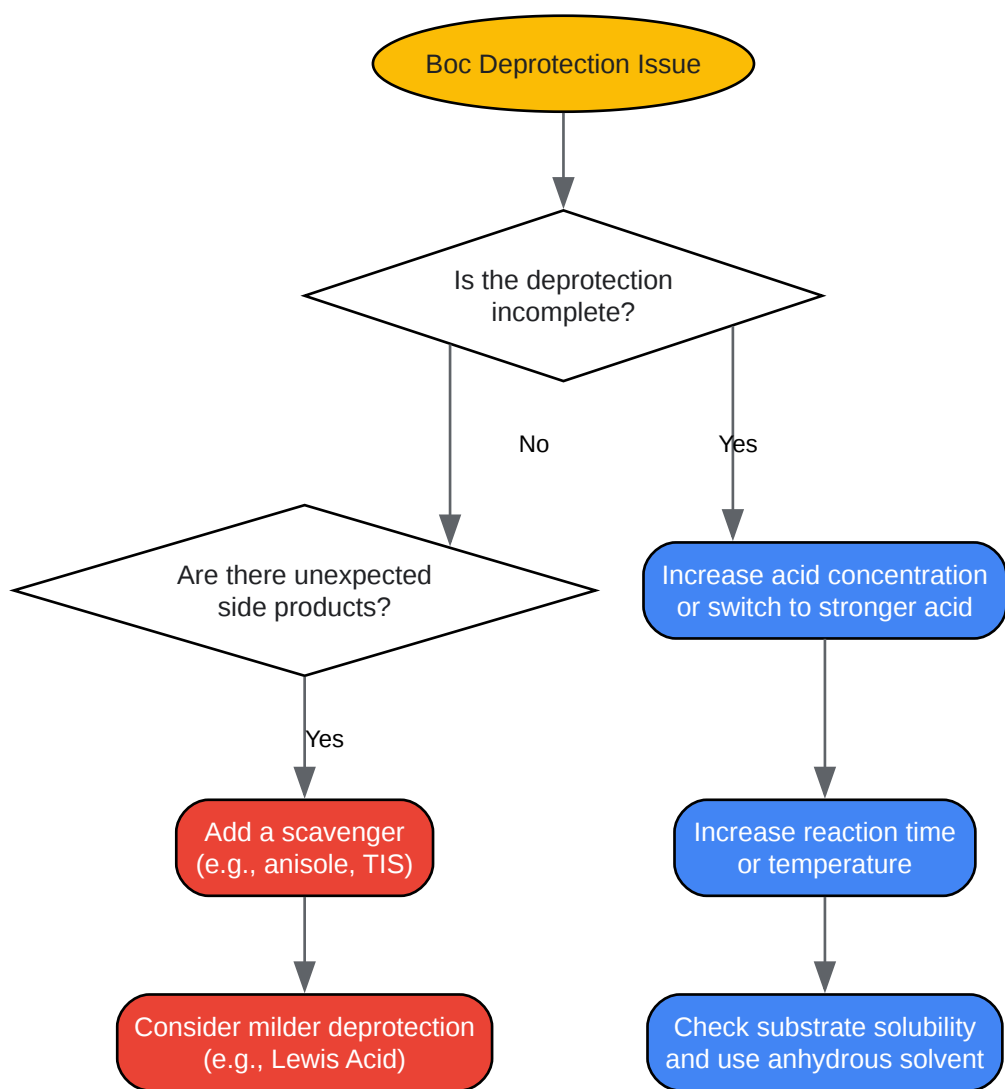 Boc Deprotection Issue
Is the deprotection
incomplete?
No
Yes
Are there unexpected
side products?
Increase acid concentration
or switch to stronger acid
Yes
Add a scavenger
(e.g., anisole, TIS)
Increase reaction time
or temperature
Consider milder deprotection
(e.g., Lewis Acid)
Check substrate solubility
and use anhydrous solvent